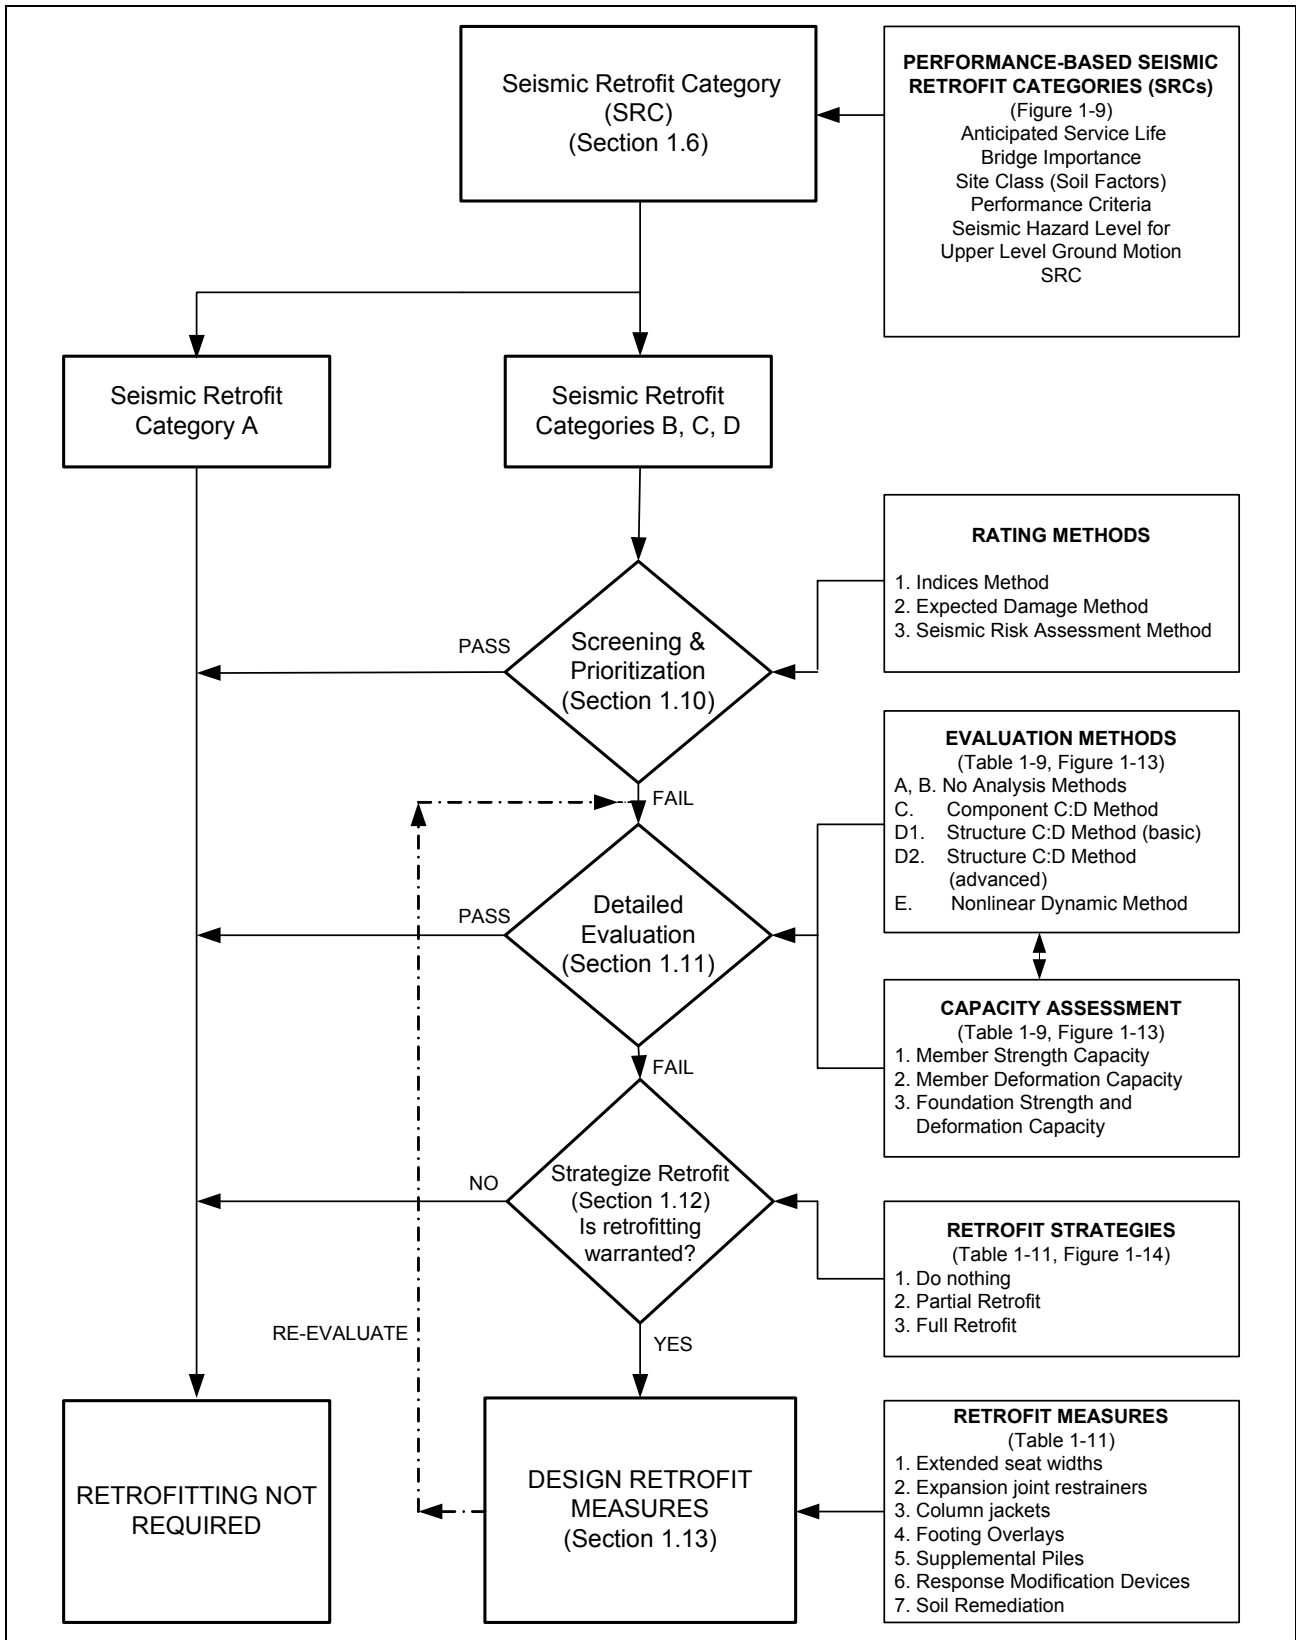 Seismic Retrofit Category
(SRC)
(Section 1.6)
PERFORMANCE-BASED SEISMIC
RETROFIT CATEGORIES (SRCs)
(Figure 1-9)
Anticipated Service Life
Bridge Importance
Site Class (Soil Factors)
Performance Criteria
Seismic Hazard Level for
Upper Level Ground Motion
SRC
Seismic Retrofit
Category A
Seismic Retrofit
Categories B, C, D
RATING METHODS
1. Indices Method
2. Expected Damage Method
3. Seismic Risk Assessment Method
PASS
Screening &
Prioritization
(Section 1.10)
FAIL
EVALUATION METHODS
(Table 1-9, Figure 1-13)
A, B. No Analysis Methods
C. Component C:D Method
D1. Structure C:D Method (basic)
D2. Structure C:D Method
(advanced)
E. Nonlinear Dynamic Method
PASS
Detailed
Evaluation
(Section 1.11)
FAIL
CAPACITY ASSESSMENT
(Table 1-9, Figure 1-13)
1. Member Strength Capacity
2. Member Deformation Capacity
3. Foundation Strength and
Deformation Capacity
NO
Strategize Retrofit
(Section 1.12)
Is retrofitting
warranted?
YES
RETROFIT STRATEGIES
(Table 1-11, Figure 1-14)
1. Do nothing
2. Partial Retrofit
3. Full Retrofit
RE-EVALUATE
RETROFITTING NOT
REQUIRED
DESIGN RETROFIT
MEASURES
(Section 1.13)
RETROFIT MEASURES
(Table 1-11)
1. Extended seat widths
2. Expansion joint restrainers
3. Column jackets
4. Footing Overlays
5. Supplemental Piles
6. Response Modification Devices
7. Soil Remediation